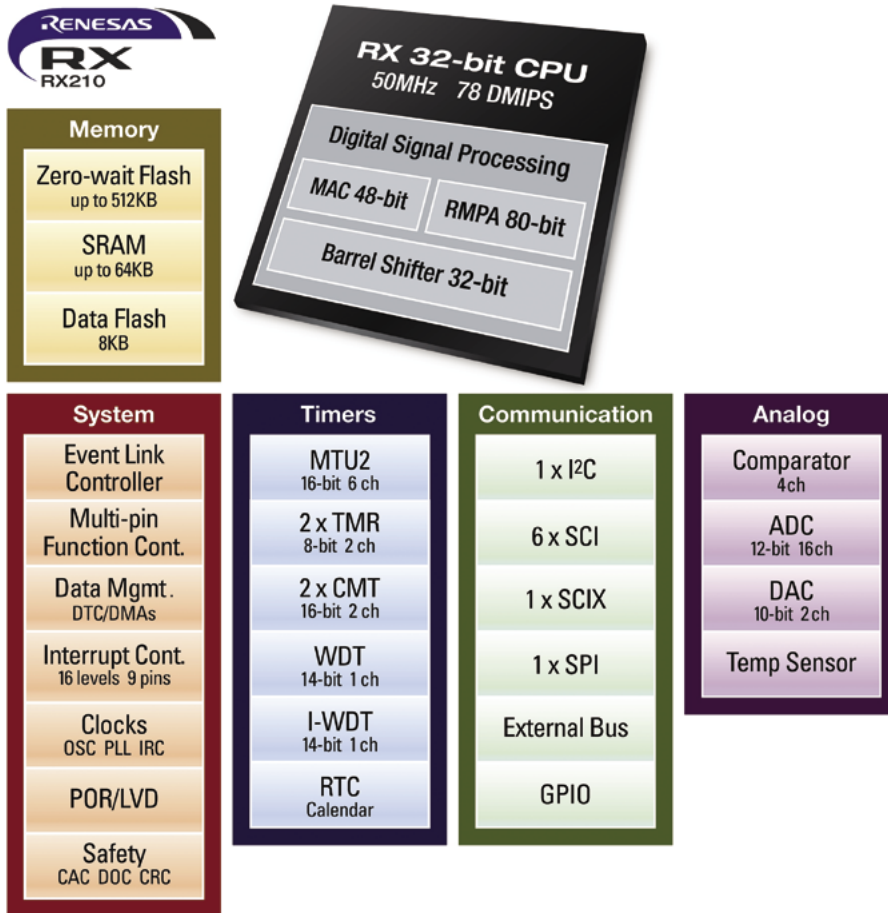 RENESAS
RX
RX210
RX 32-bit CPU
50MHz 78 DMIPS
Digital Signal Processing
MAC 48-bit
RMPA 80-bit
Barrel Shifter 32-bit
Memory
Zero-wait Flash
up to 512KB
SRAM
up to 64KB
Data Flash
8KB
System
Event Link
Controller
Multi-pin
Function Cont.
Data Mgmt.
DTC/DMAs
Interrupt Cont.
16 levels 9 pins
Clocks
OSC PLL IRC
POR/LVD
Safety
CAC DOC CRC
Timers
MTU2
16-bit 6 ch
2 x TMR
8-bit 2 ch
2 x CMT
16-bit 2 ch
WDT
14-bit 1 ch
I-WDT
14-bit 1 ch
RTC
Calendar
Communication
1 x I²C
6 x SCI
1 x SCIX
1 x SPI
External Bus
GPIO
Analog
Comparator
4ch
ADC
12-bit 16ch
DAC
10-bit 2ch
Temp Sensor